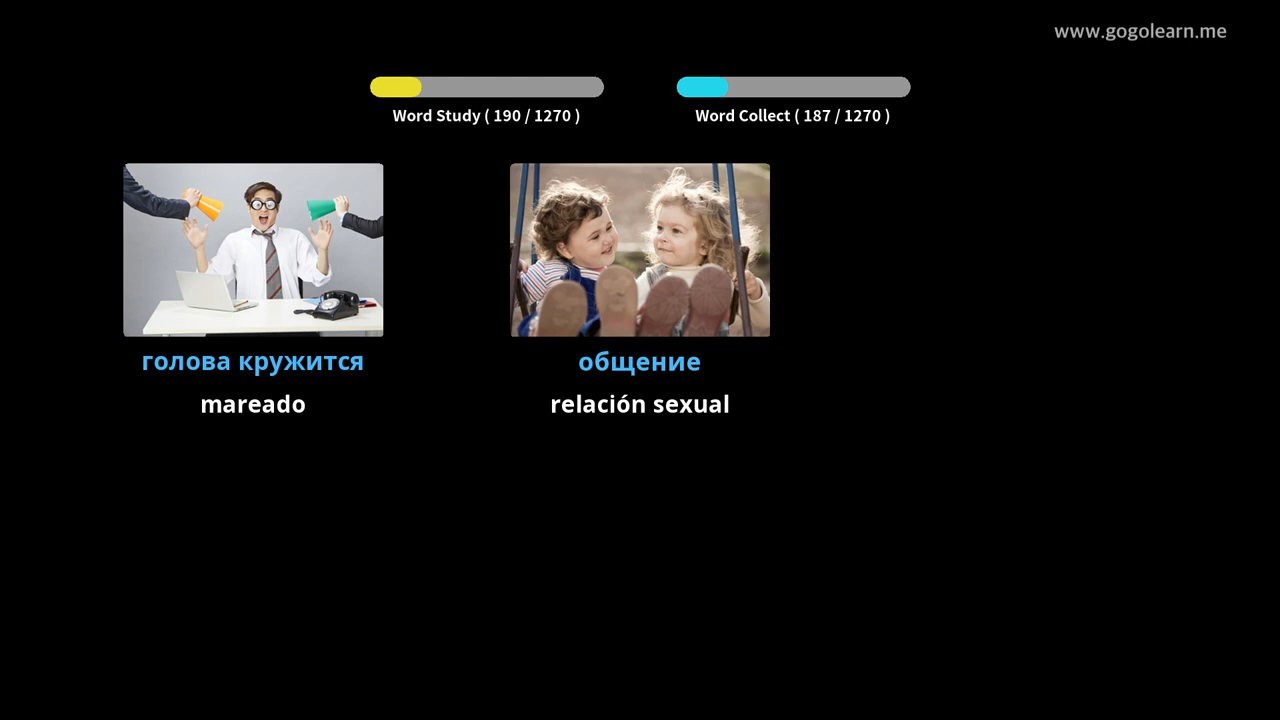 www.gogolearn.me
Word Study ( 190 / 1270 )
Word Collect ( 187 / 1270 )
голова кружится
mareado
общение
relación sexual